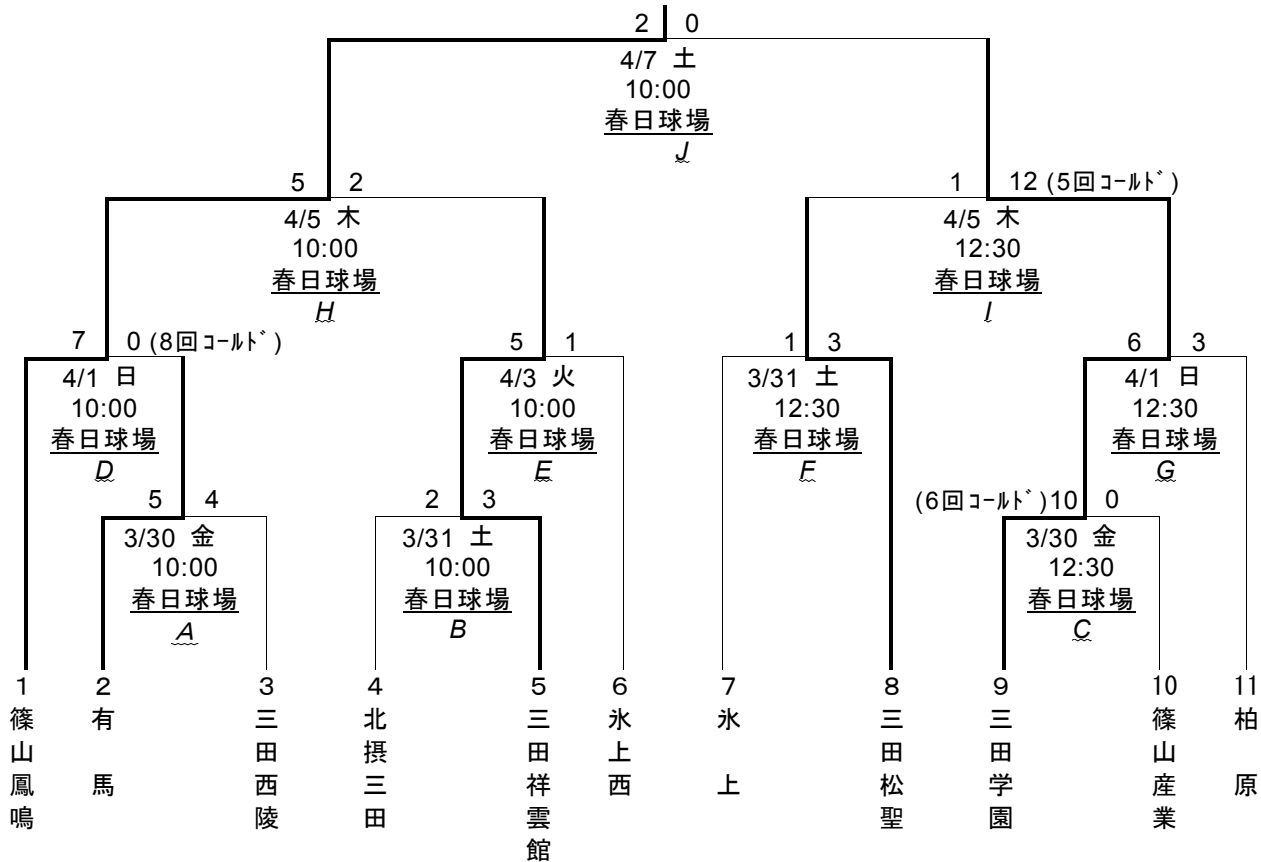 2 0
4/7 土
10:00
春日球場
J
5 2
4/5 木
10:00
春日球場
H
1 12 (5回ｺｰﾙﾄﾞ)
4/5 木
12:30
春日球場
I
7 0 (8回ｺｰﾙﾄﾞ)
4/1 日
10:00
春日球場
D
5 1
4/3 火
10:00
春日球場
E
1 3
3/31 土
12:30
春日球場
F
6 3
4/1 日
12:30
春日球場
G
5 4
3/30 金
10:00
春日球場
A
2 3
3/31 土
10:00
春日球場
B
(6回ｺｰﾙﾄﾞ)10 0
3/30 金
12:30
春日球場
C
1
篠山鳳鳴
2
有馬
3
三田西陵
4
北摂三田
5
三田祥雲館
6
氷上西
7
氷上
8
三田松聖
9
三田学園
10
篠山産業
11
柏原